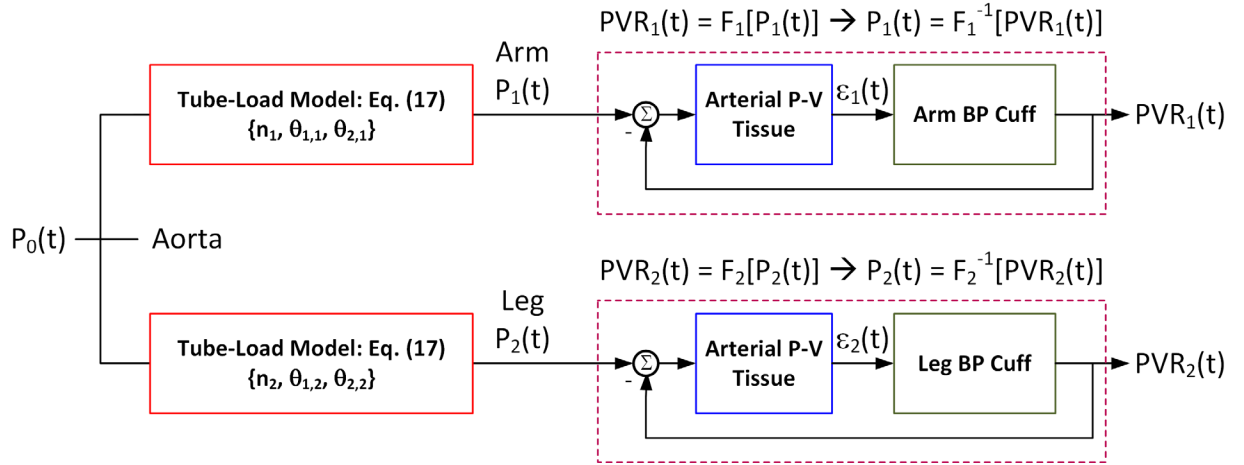 PVR₁(t) = F₁[P₁(t)] → P₁(t) = F₁⁻¹[PVR₁(t)]
Arm
P₁(t)
Tube-Load Model: Eq. (17)
{n₁, θ₁,₁, θ₂,₁}
Σ
-
Arterial P-V
Tissue
ε₁(t)
Arm BP Cuff
PVR₁(t)
P₀(t)
Aorta
PVR₂(t) = F₂[P₂(t)] → P₂(t) = F₂⁻¹[PVR₂(t)]
Leg
P₂(t)
Tube-Load Model: Eq. (17)
{n₂, θ₁,₂, θ₂,₂}
Σ
-
Arterial P-V
Tissue
ε₂(t)
Leg BP Cuff
PVR₂(t)